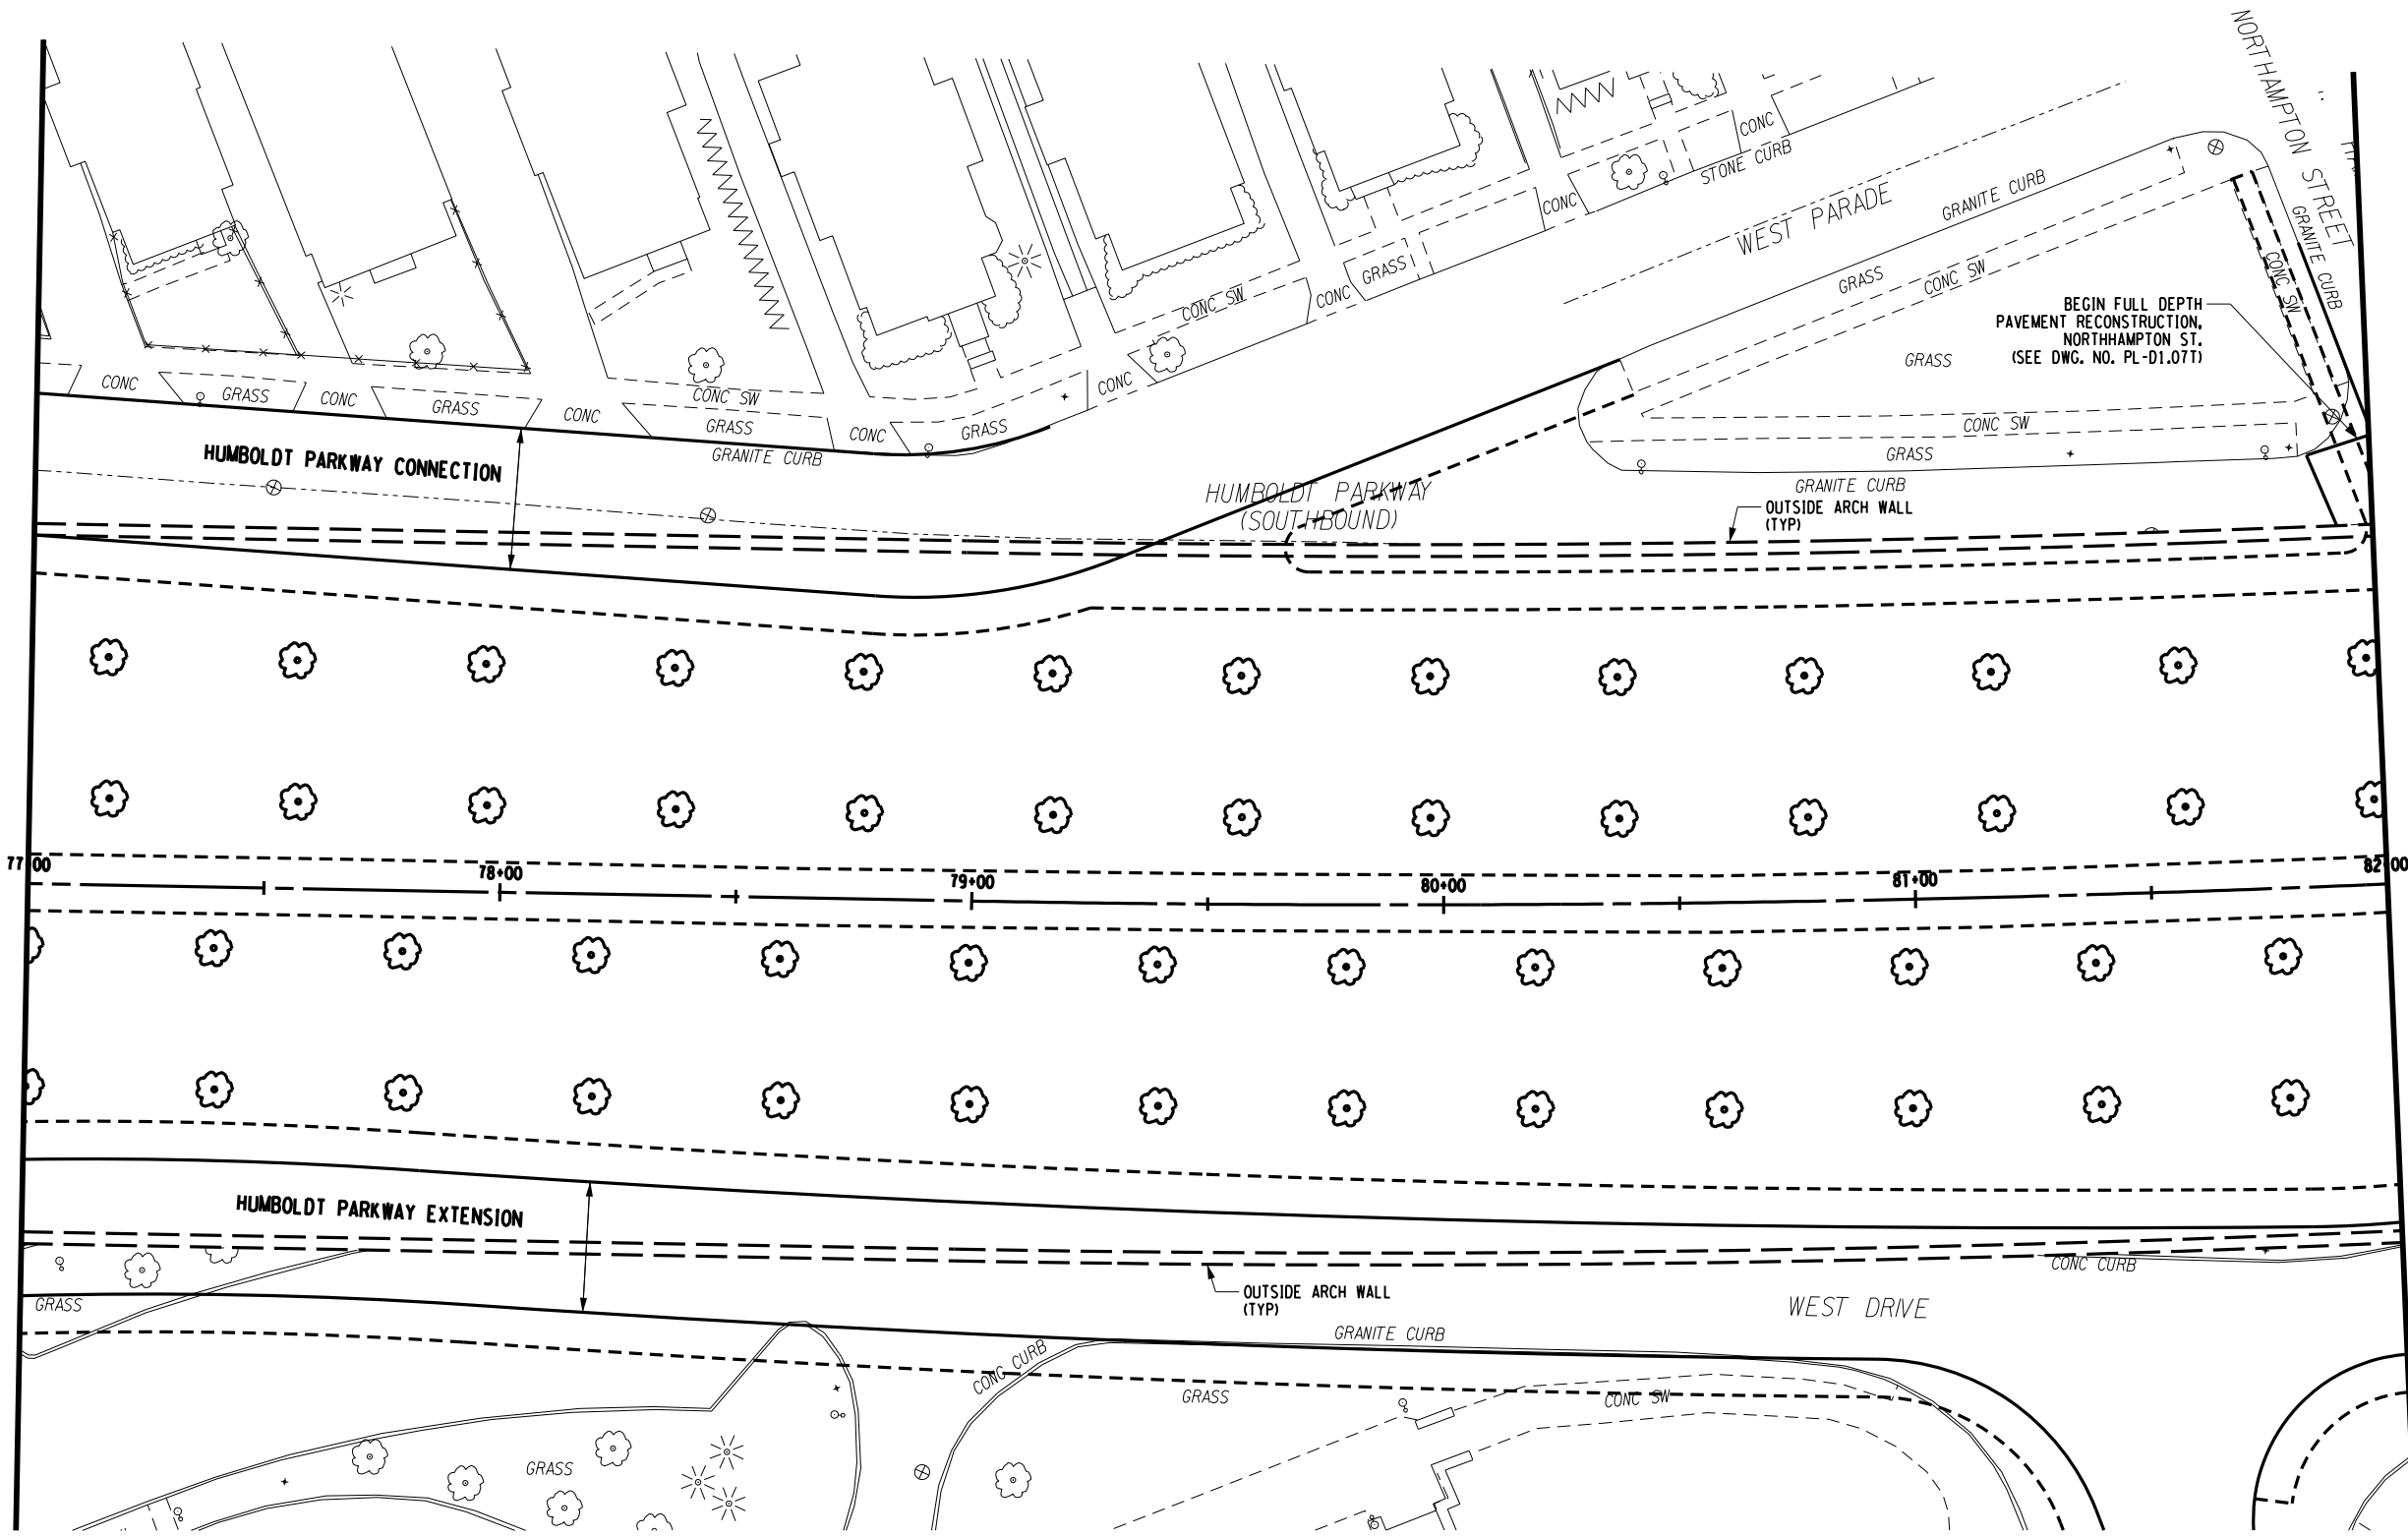 NORTHAMPTON STREET
CONC
STONE CURB
CONC
WEST PARADE
GRANITE CURB
GRANITE CURB
CONC SW
GRASS
CONC
CONC SW
GRASS
CONC SW
BEGIN FULL DEPTH
PAVEMENT RECONSTRUCTION,
NORTHHAMPTON ST.
(SEE DWG. NO. PL-D1.07T)
GRASS
CONC
GRASS
CONC
GRASS
CONC
CONC SW
GRASS
CONC
GRASS
CONC
GRANITE CURB
CONC SW
GRASS
GRANITE CURB
HUMBOLDT PARKWAY CONNECTION
HUMBOLDT PARKWAY
(SOUTHBOUND)
OUTSIDE ARCH WALL
(TYP)
77+00
78+00
79+00
80+00
81+00
82+00
HUMBOLDT PARKWAY EXTENSION
GRASS
OUTSIDE ARCH WALL
(TYP)
CONC CURB
WEST DRIVE
GRANITE CURB
CONC CURB
GRASS
CONC SW
GRASS